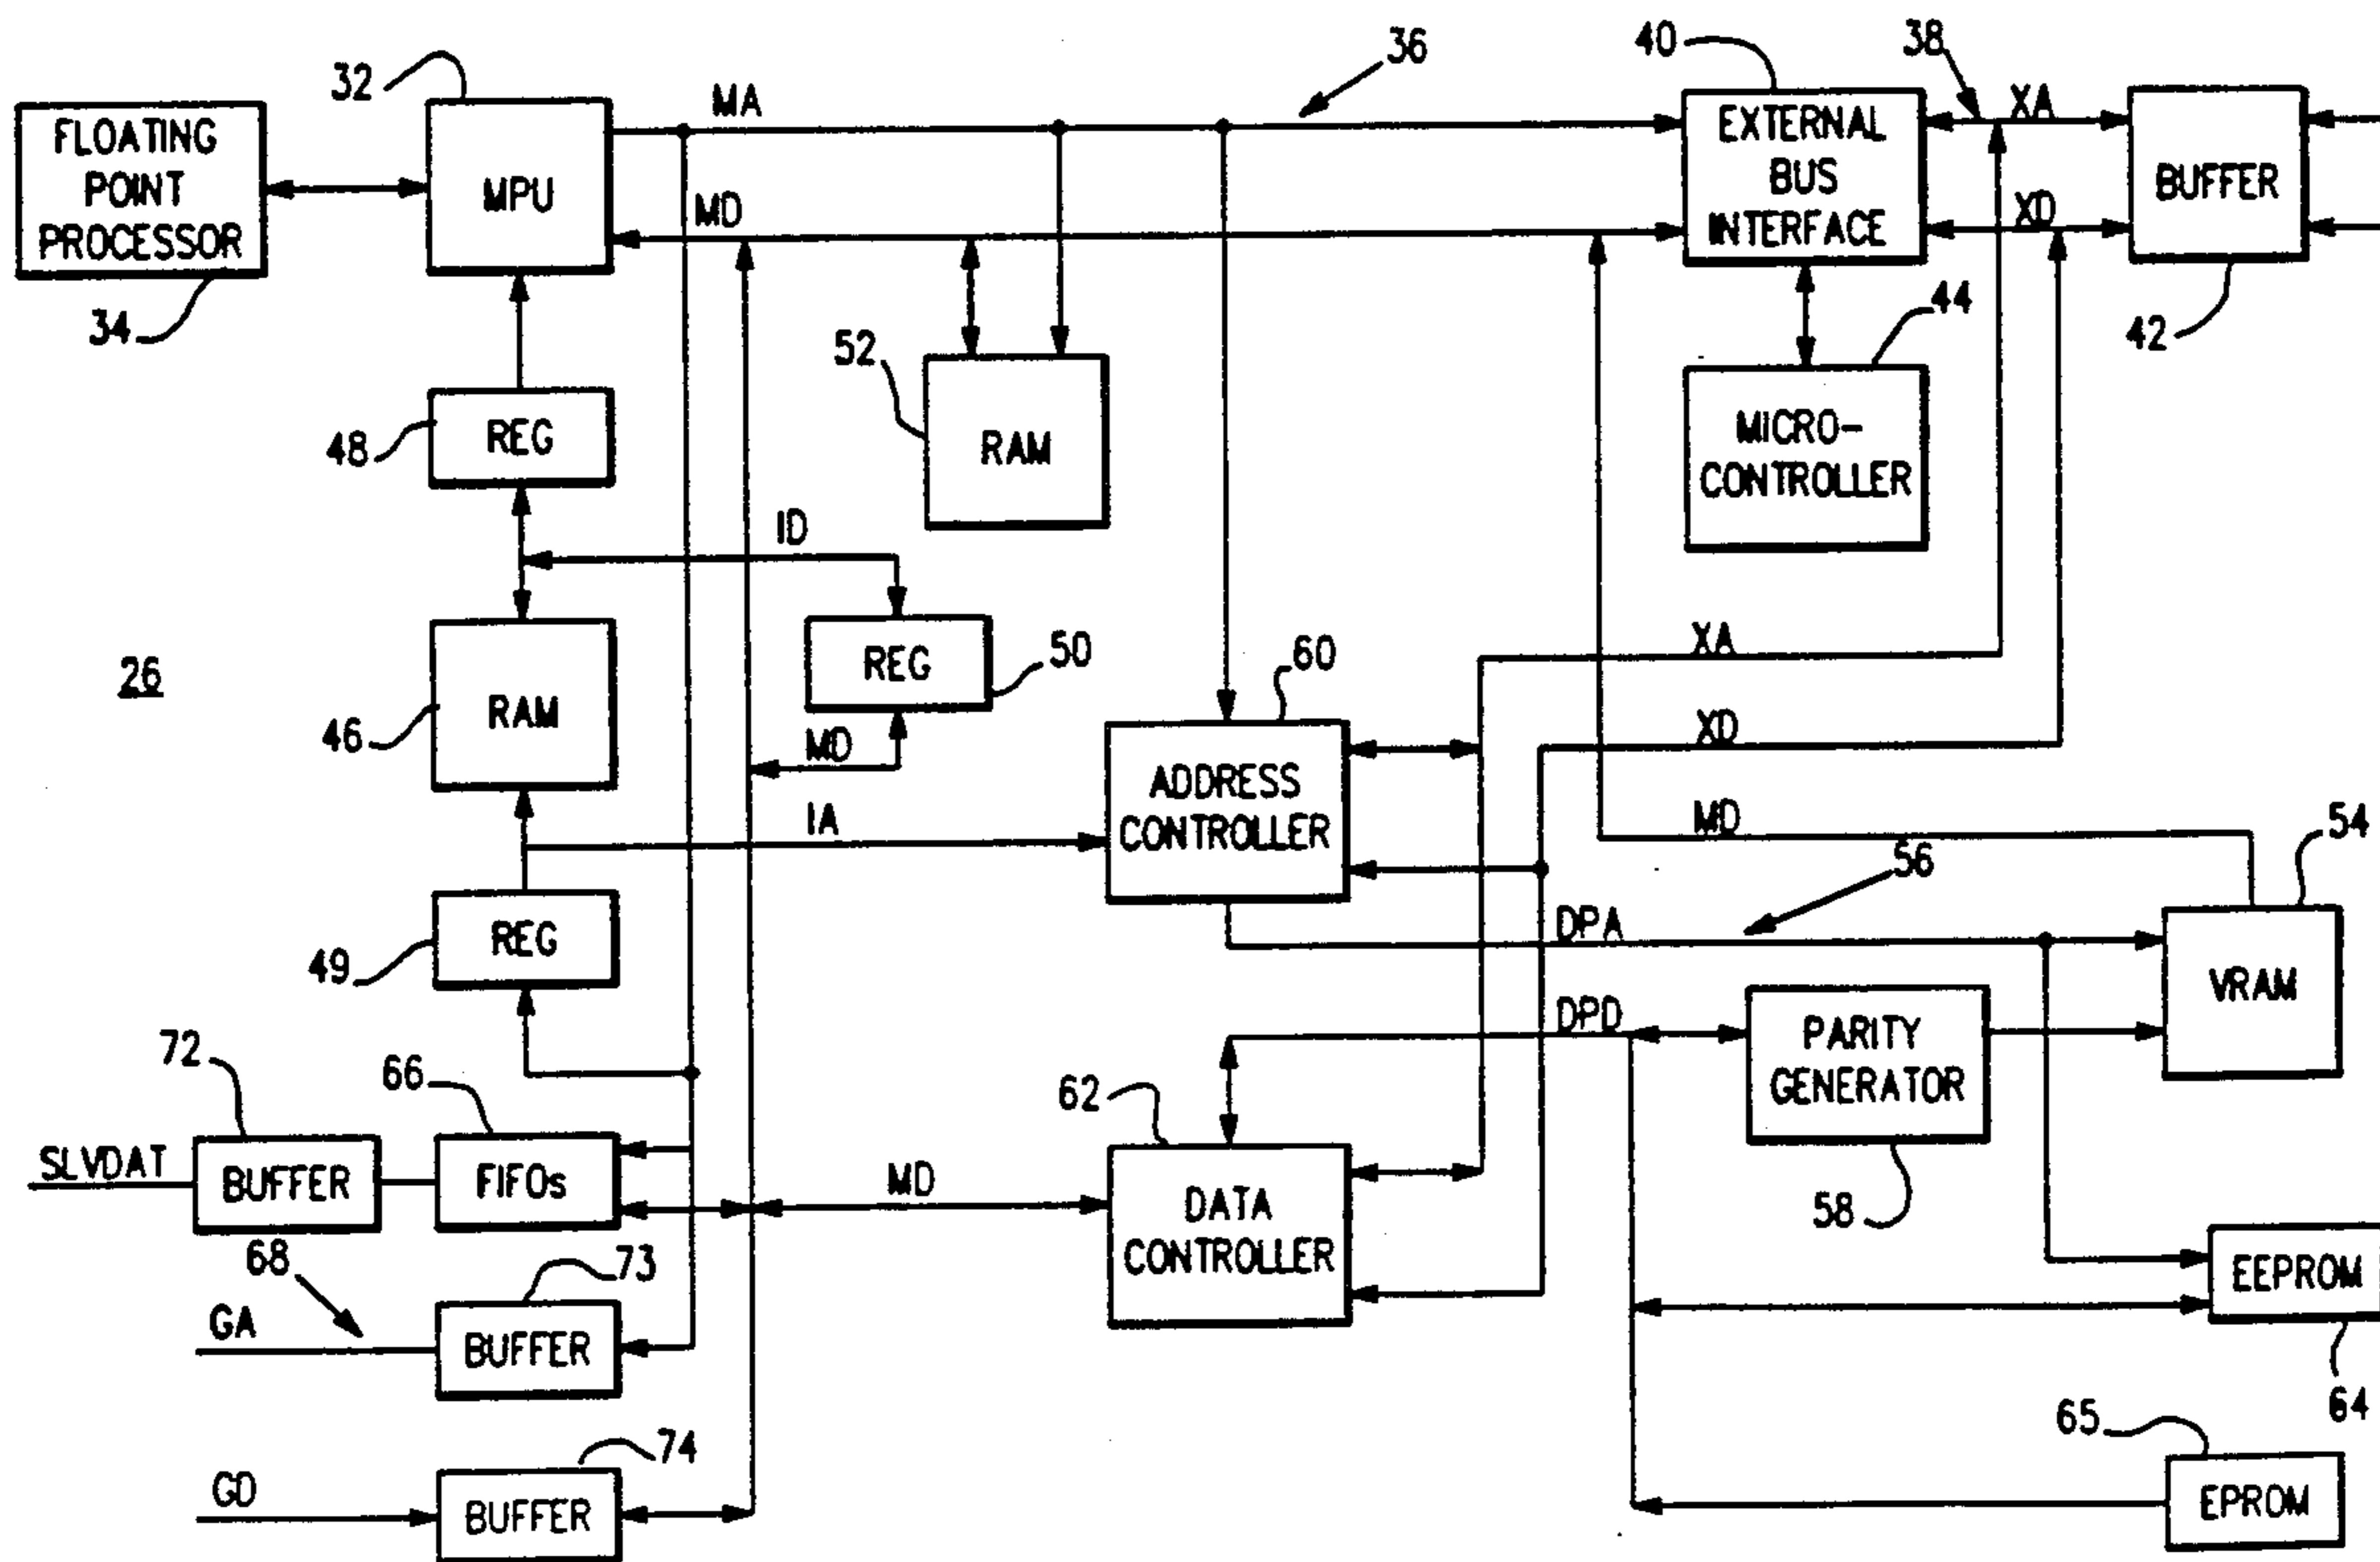 32
MA
36
40
38
XA
FLOATING
POINT
PROCESSOR
MPU
EXTERNAL
BUS
INTERFACE
BUFFER
MD
XD
34
52
44
42
48
REG
RAM
MICRO-
CONTROLLER
ID
26
46
RAM
REG
50
60
XA
MD
XD
IA
ADDRESS
CONTROLLER
MD
54
56
49
REG
DPA
VRAM
DPD
PARITY
GENERATOR
72
66
62
SLVDAT
BUFFER
FIFOs
MD
DATA
CONTROLLER
58
68
73
EEPROM
GA
BUFFER
64
65
74
GD
BUFFER
EPROM